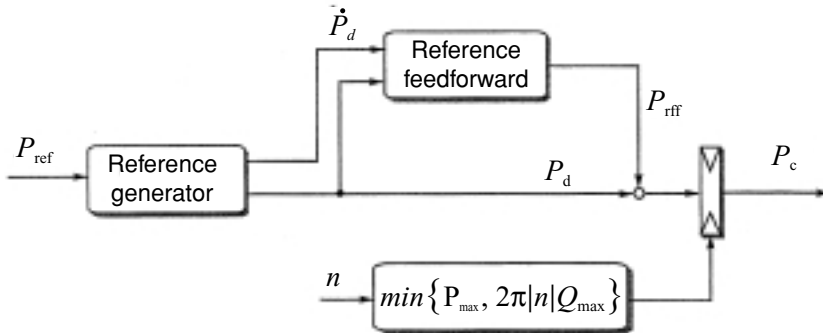 Ṗd
Reference
feedforward
Prff
Pref
Reference
generator
Pd
Pc
n
min{Pmax, 2π|n|Qmax}